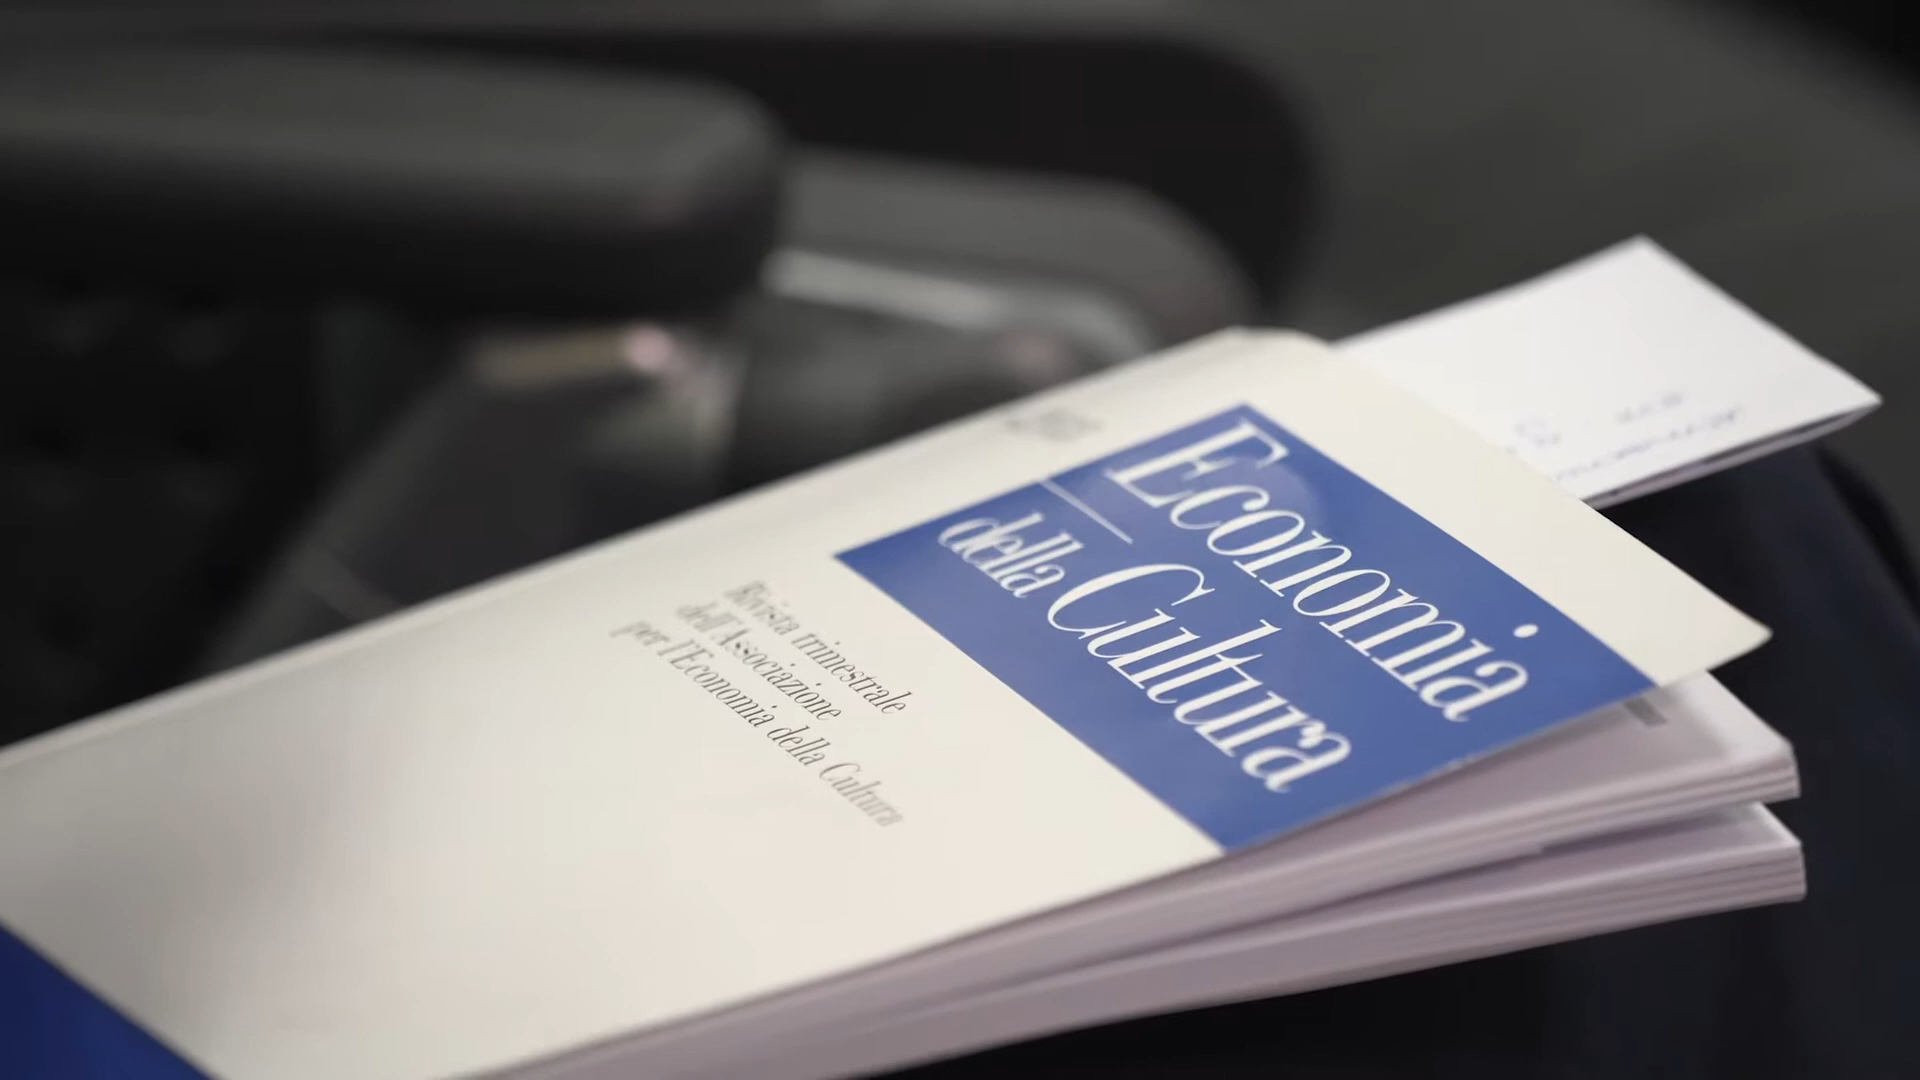 Economia
della Cultura
Rivista trimestrale
dell'Associazione
per l'Economia della Cultura